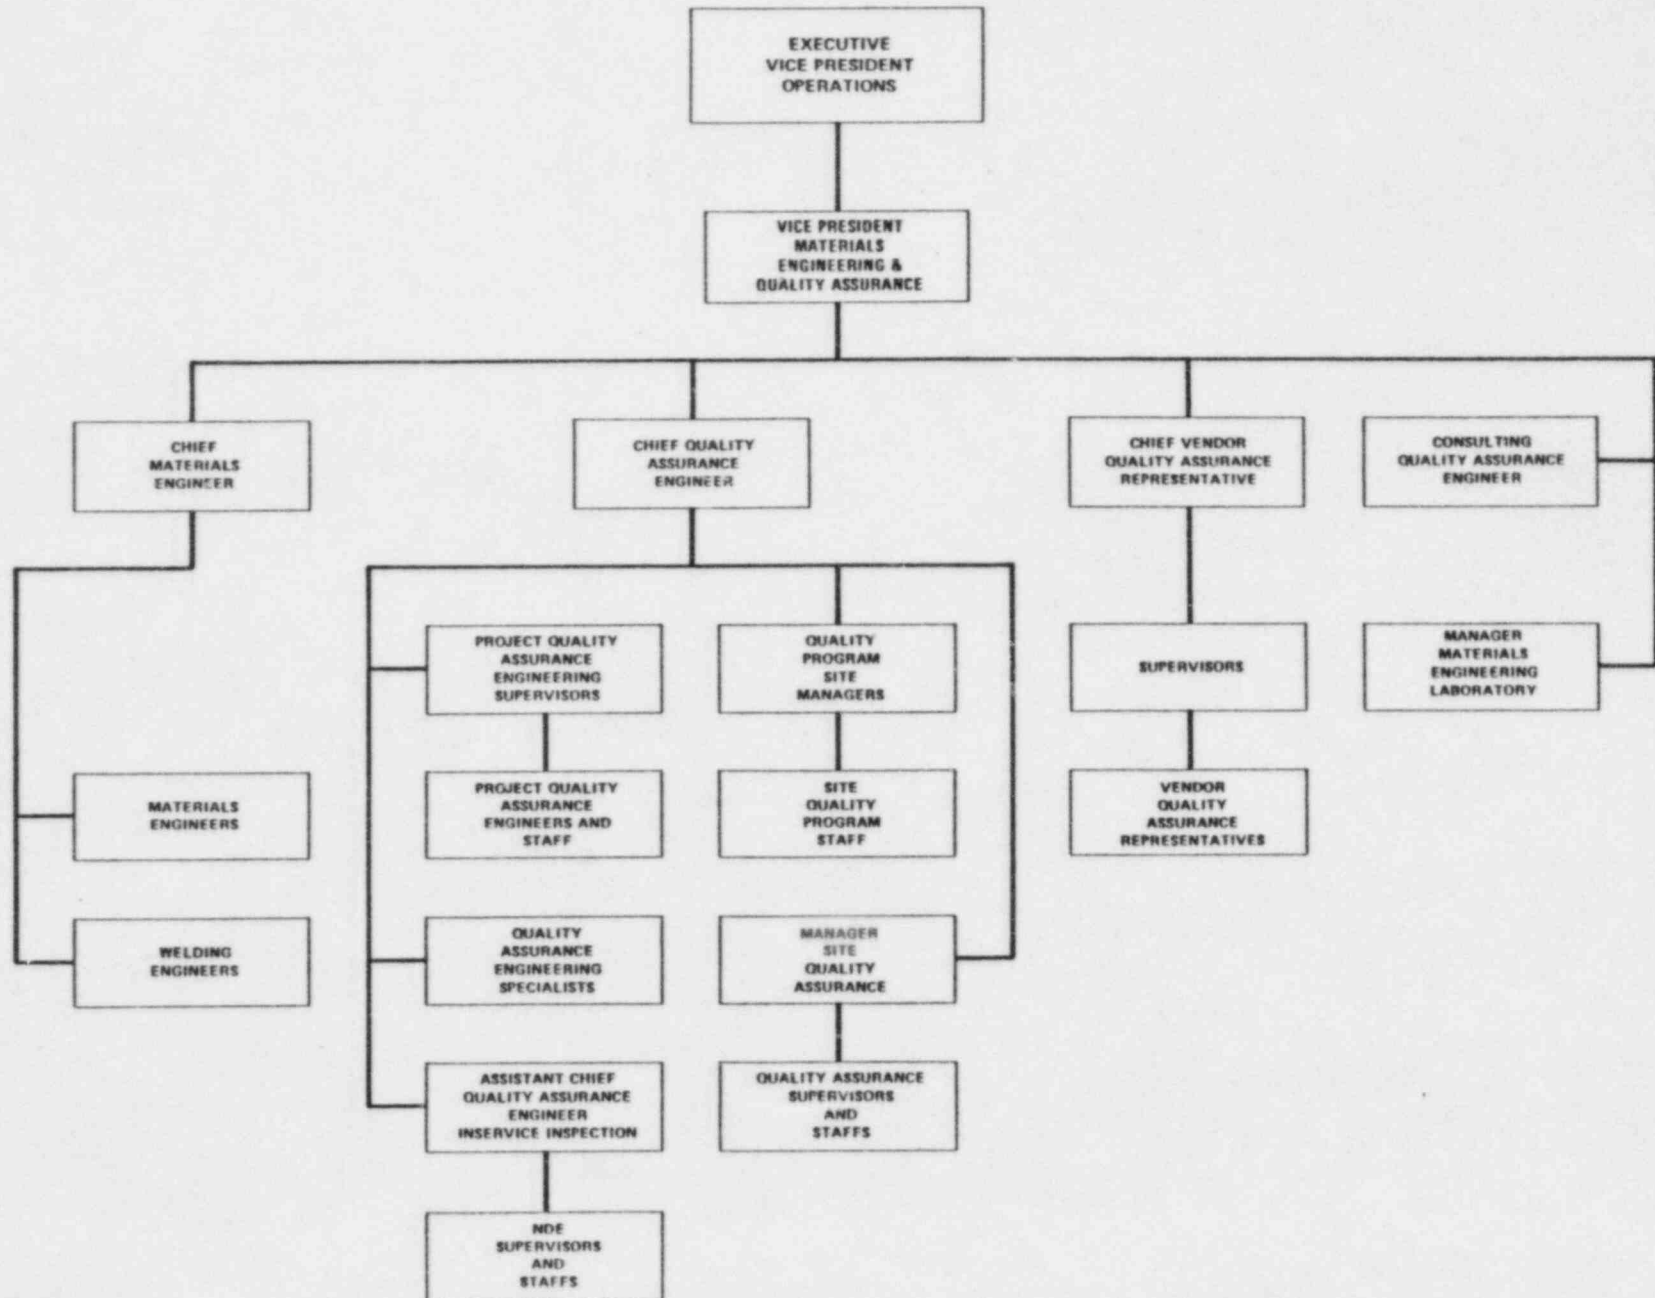 EXECUTIVE
VICE PRESIDENT
OPERATIONS
VICE PRESIDENT
MATERIALS
ENGINEERING &
QUALITY ASSURANCE
CHIEF
MATERIALS
ENGINEER
CHIEF QUALITY
ASSURANCE
ENGINEER
CHIEF VENDOR
QUALITY ASSURANCE
REPRESENTATIVE
CONSULTING
QUALITY ASSURANCE
ENGINEER
PROJECT QUALITY
ASSURANCE
ENGINEERING
SUPERVISORS
QUALITY
PROGRAM
SITE
MANAGERS
SUPERVISORS
MANAGER
MATERIALS
ENGINEERING
LABORATORY
MATERIALS
ENGINEERS
PROJECT QUALITY
ASSURANCE
ENGINEERS AND
STAFF
SITE
QUALITY
PROGRAM
STAFF
VENDOR
QUALITY
ASSURANCE
REPRESENTATIVES
WELDING
ENGINEERS
QUALITY
ASSURANCE
ENGINEERING
SPECIALISTS
MANAGER
SITE
QUALITY
ASSURANCE
ASSISTANT CHIEF
QUALITY ASSURANCE
ENGINEER
INSERVICE INSPECTION
QUALITY ASSURANCE
SUPERVISORS
AND
STAFFS
NDE
SUPERVISORS
AND
STAFFS